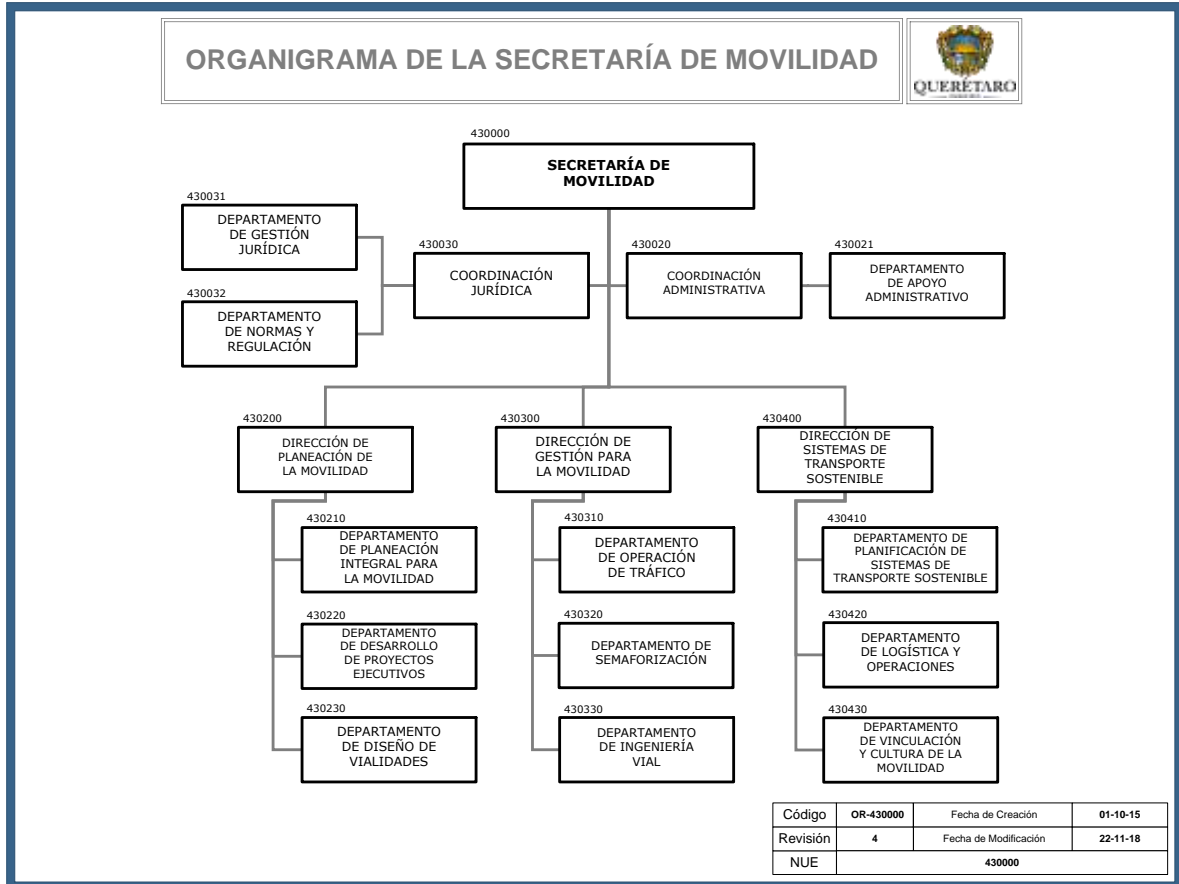 ORGANIGRAMA DE LA SECRETARÍA DE MOVILIDAD
QUERÉTARO
430000
SECRETARÍA DE
MOVILIDAD
430031
DEPARTAMENTO
DE GESTIÓN
JURÍDICA
430032
DEPARTAMENTO
DE NORMAS Y
REGULACIÓN
430030
COORDINACIÓN
JURÍDICA
430020
COORDINACIÓN
ADMINISTRATIVA
430021
DEPARTAMENTO
DE APOYO
ADMINISTRATIVO
430200
DIRECCIÓN DE
PLANEACIÓN DE
LA MOVILIDAD
430210
DEPARTAMENTO
DE PLANEACIÓN
INTEGRAL PARA
LA MOVILIDAD
430220
DEPARTAMENTO
DE DESARROLLO
DE PROYECTOS
EJECUTIVOS
430230
DEPARTAMENTO
DE DISEÑO DE
VIALIDADES
430300
DIRECCIÓN DE
GESTIÓN PARA
LA MOVILIDAD
430310
DEPARTAMENTO
DE OPERACIÓN
DE TRÁFICO
430320
DEPARTAMENTO DE
SEMAFORIZACIÓN
430330
DEPARTAMENTO
DE INGENIERÍA
VIAL
430400
DIRECCIÓN DE
SISTEMAS DE
TRANSPORTE
SOSTENIBLE
430410
DEPARTAMENTO DE
PLANIFICACIÓN DE
SISTEMAS DE
TRANSPORTE SOSTENIBLE
430420
DEPARTAMENTO
DE LOGÍSTICA Y
OPERACIONES
430430
DEPARTAMENTO
DE VINCULACIÓN
Y CULTURA DE LA
MOVILIDAD
Código OR-430000 Fecha de Creación 01-10-15
Revisión 4 Fecha de Modificación 22-11-18
NUE 430000